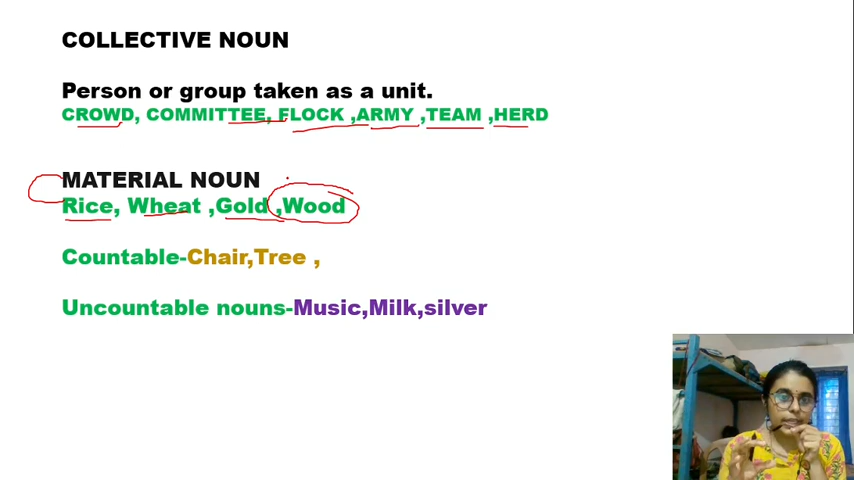 COLLECTIVE NOUN
Person or group taken as a unit.
CROWD, COMMITTEE, FLOCK ,ARMY ,TEAM ,HERD
MATERIAL NOUN
Rice, Wheat ,Gold ,Wood
Countable-Chair,Tree ,
Uncountable nouns-Music,Milk,silver